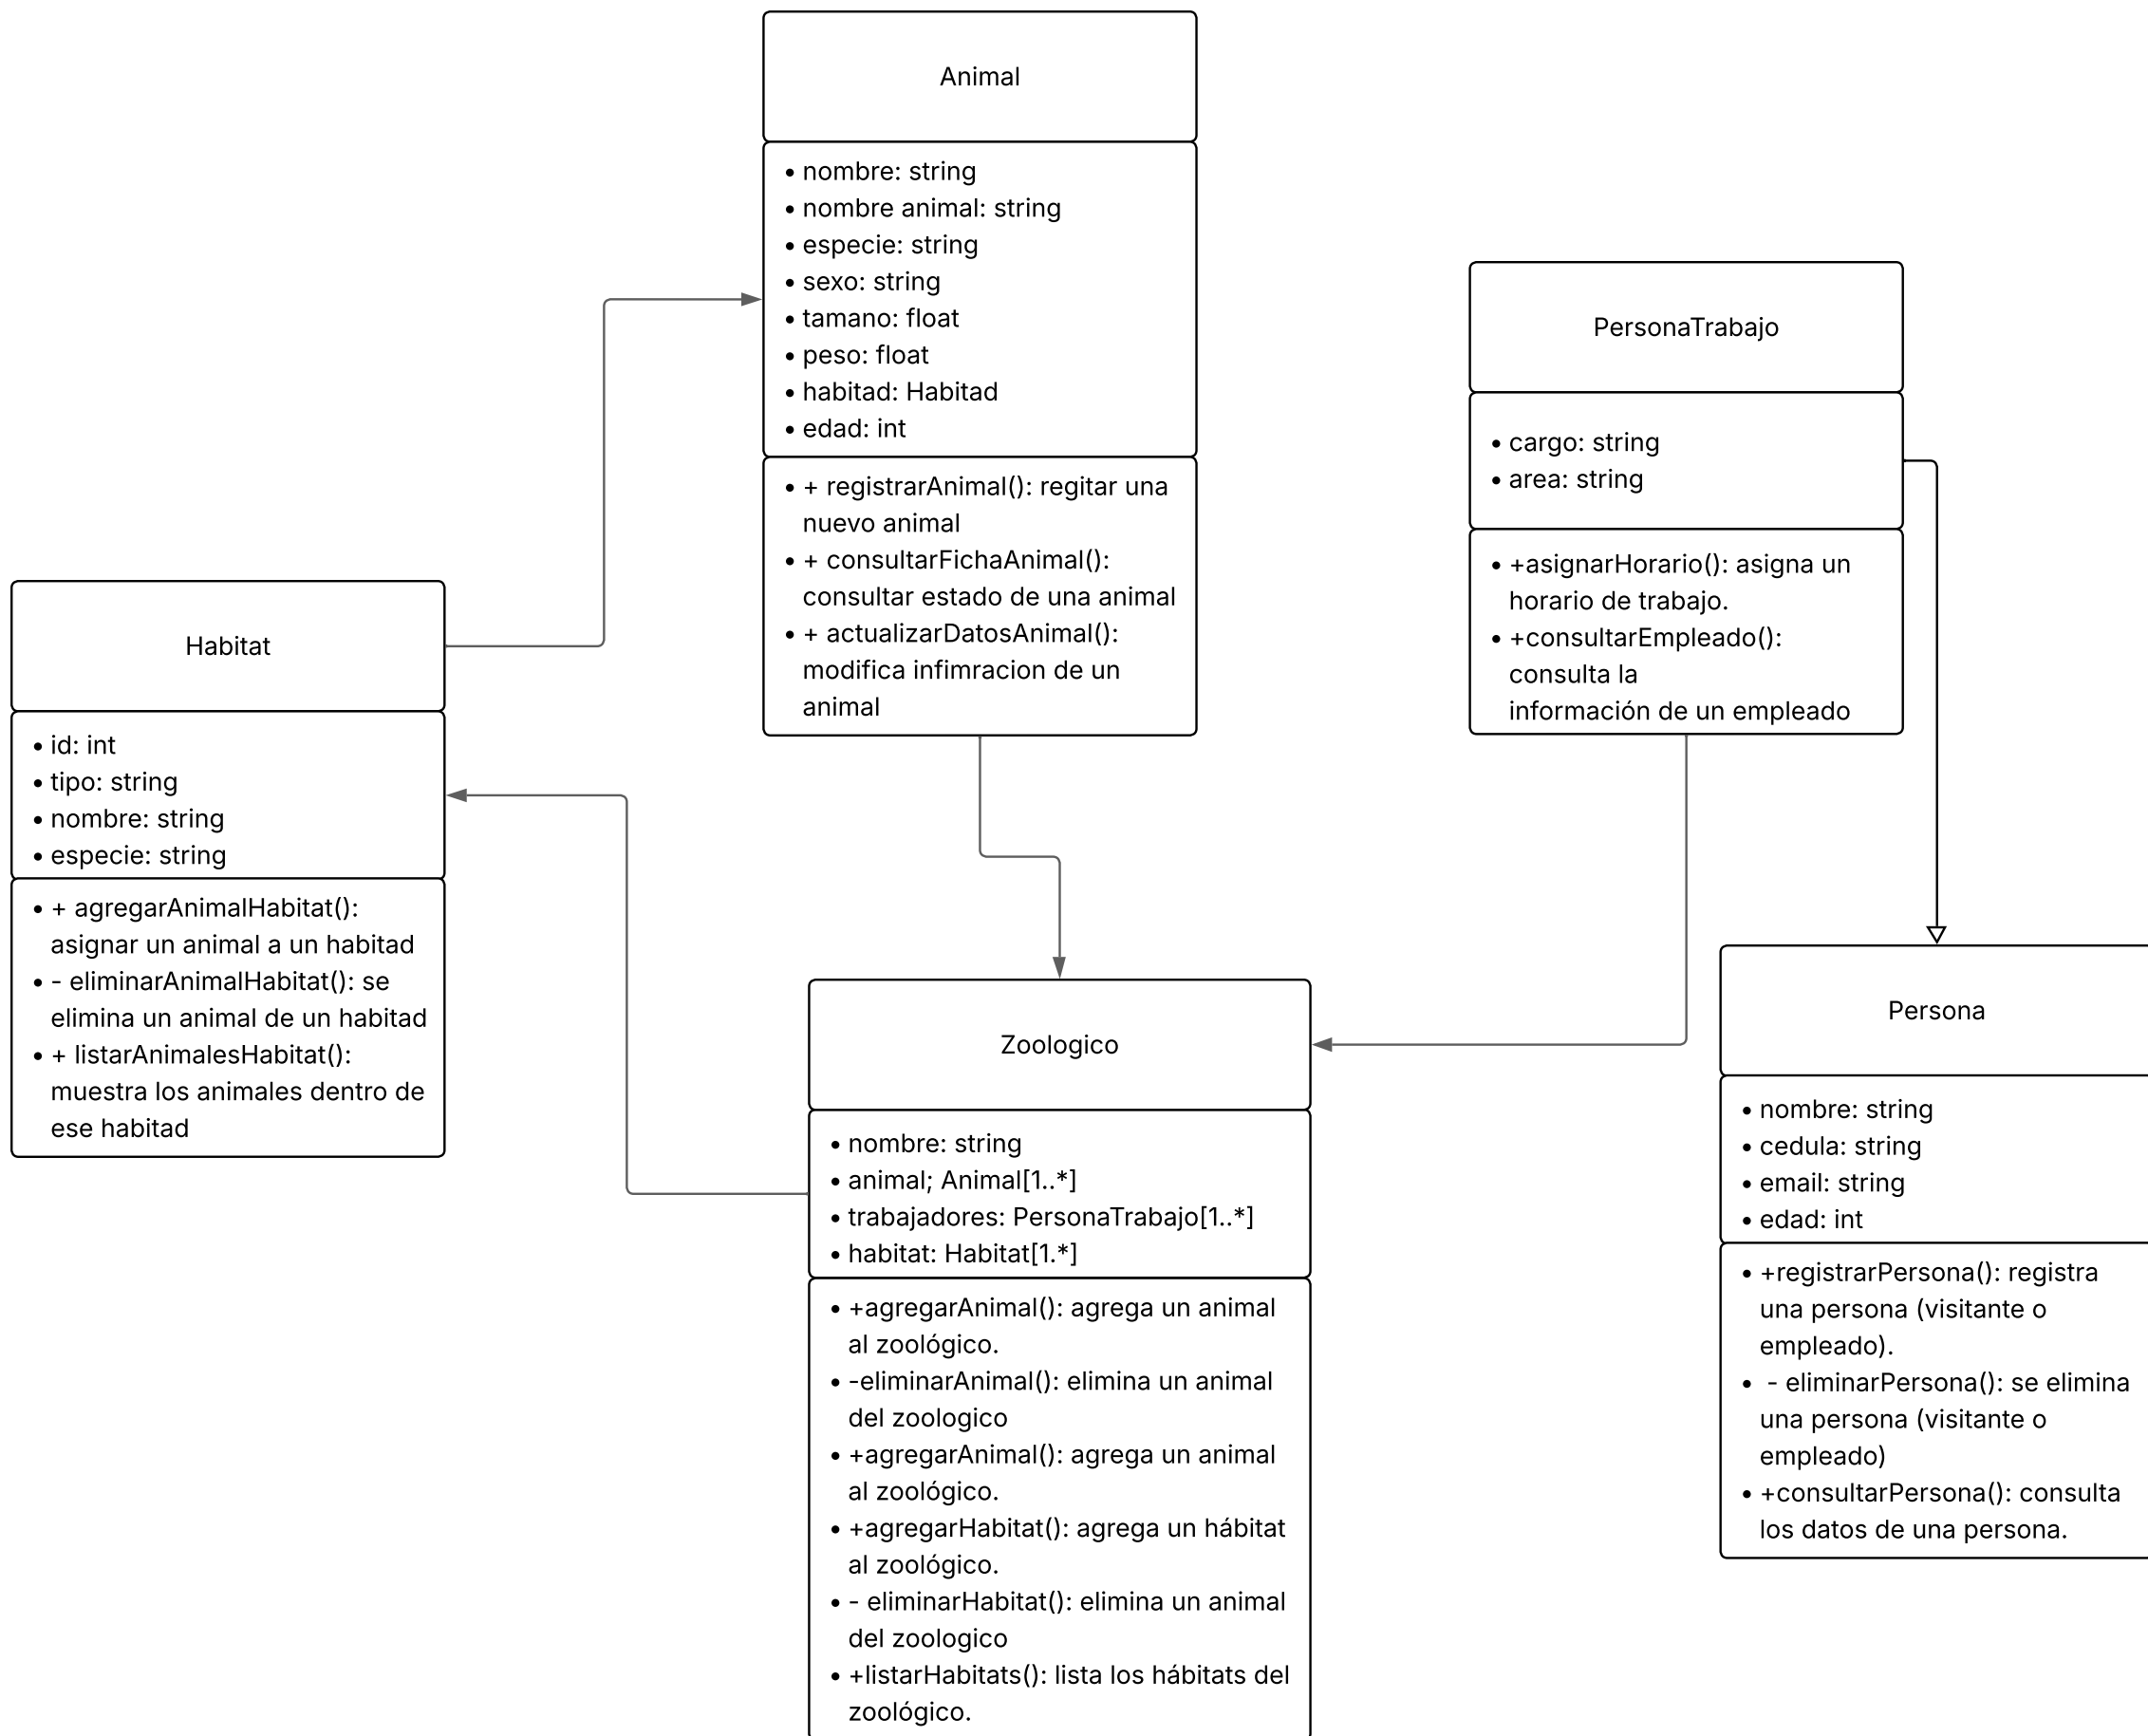 Animal
• nombre: string
• nombre animal: string
• especie: string
• sexo: string
• tamano: float
• peso: float
• habitad: Habitad
• edad: int
• + registrarAnimal(): regitar una
nuevo animal
• + consultarFichaAnimal():
consultar estado de una animal
• + actualizarDatosAnimal():
modifica infimracion de un
animal
PersonaTrabajo
• cargo: string
• area: string
• +asignarHorario(): asigna un
horario de trabajo.
• +consultarEmpleado():
consulta la
información de un empleado
Habitat
• id: int
• tipo: string
• nombre: string
• especie: string
• + agregarAnimalHabitat():
asignar un animal a un habitad
• - eliminarAnimalHabitat(): se
elimina un animal de un habitad
• + listarAnimalesHabitat():
muestra los animales dentro de
ese habitad
Zoologico
• nombre: string
• animal; Animal[1..*]
• trabajadores: PersonaTrabajo[1..*]
• habitat: Habitat[1.*]
• +agregarAnimal(): agrega un animal
al zoológico.
• -eliminarAnimal(): elimina un animal
del zoologico
• +agregarAnimal(): agrega un animal
al zoológico.
• +agregarHabitat(): agrega un hábitat
al zoológico.
• - eliminarHabitat(): elimina un animal
del zoologico
• +listarHabitats(): lista los hábitats del
zoológico.
Persona
• nombre: string
• cedula: string
• email: string
• edad: int
• +registrarPersona(): registra
una persona (visitante o
empleado).
• - eliminarPersona(): se elimina
una persona (visitante o
empleado)
• +consultarPersona(): consulta
los datos de una persona.